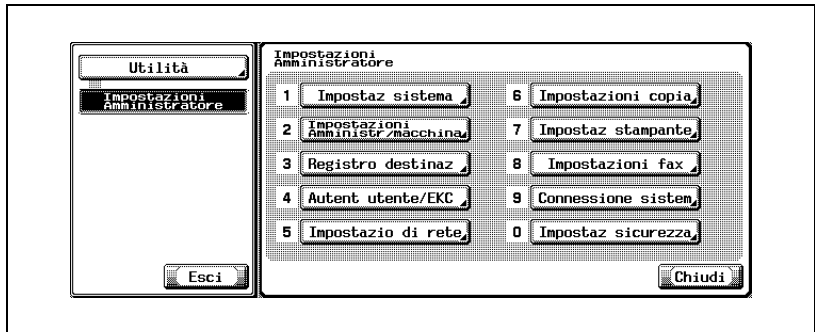 Utilità
Impostazioni
Amministratore
Esci
Impostazioni
Amministratore
1 Impostaz sistema
2 Impostazioni
Amministr/macchina
3 Registro destinaz
4 Autent utente/EKC
5 Impostazio di rete
6 Impostazioni copia
7 Impostaz stampante
8 Impostazioni fax
9 Connessione sistem
0 Impostaz sicurezza
Chiudi